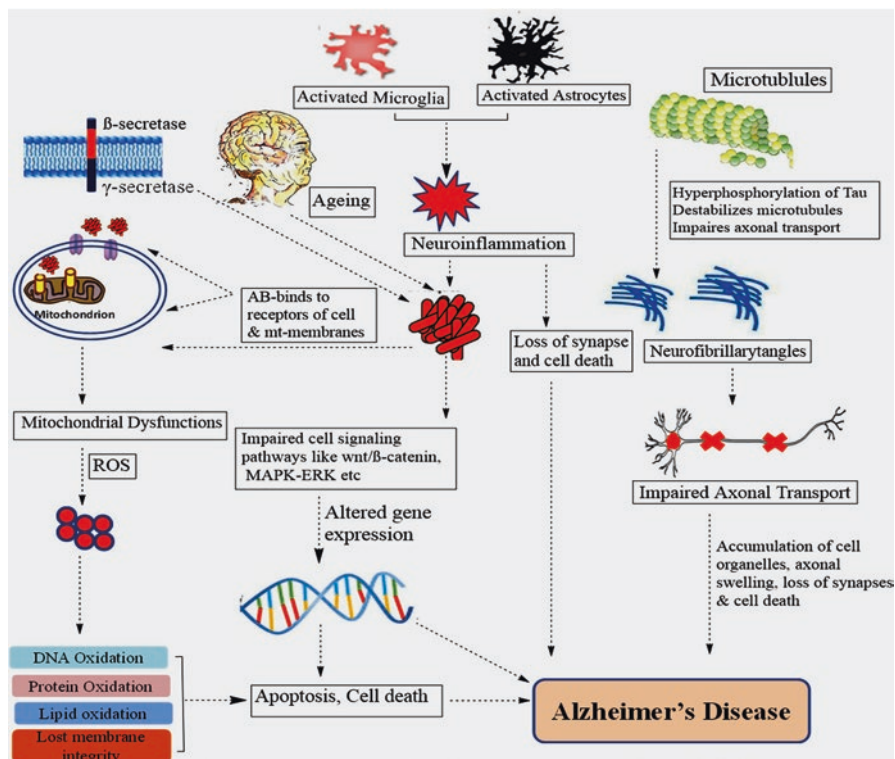 Activated Microglia
Activated Astrocytes
Microtublules
ß-secretase
γ-secretase
Ageing
Neuroinflammation
Hyperphosphorylation of Tau
Destabilizes microtubules
Impaires axonal transport
Mitochondrion
AB-binds to
receptors of cell
& mt-membranes
Loss of synapse
and cell death
Neurofibrillarytangles
Mitochondrial Dysfunctions
ROS
Impaired cell signaling
pathways like wnt/ß-catenin,
MAPK-ERK etc
Impaired Axonal Transport
Altered gene
expression
Accumulation of cell
organelles, axonal
swelling, loss of synapses
& cell death
DNA Oxidation
Protein Oxidation
Lipid oxidation
Lost membrane
integrity
Apoptosis, Cell death
Alzheimer's Disease